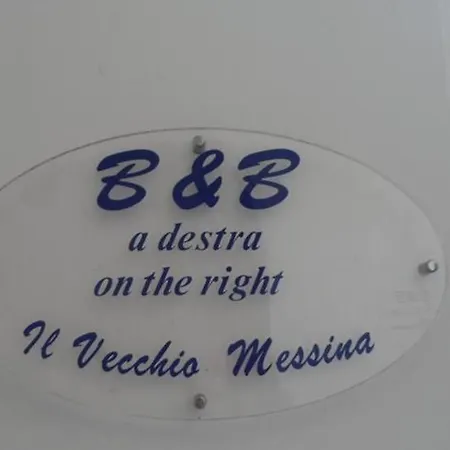 B & B
a destra
on the right
Il Vecchio Messina